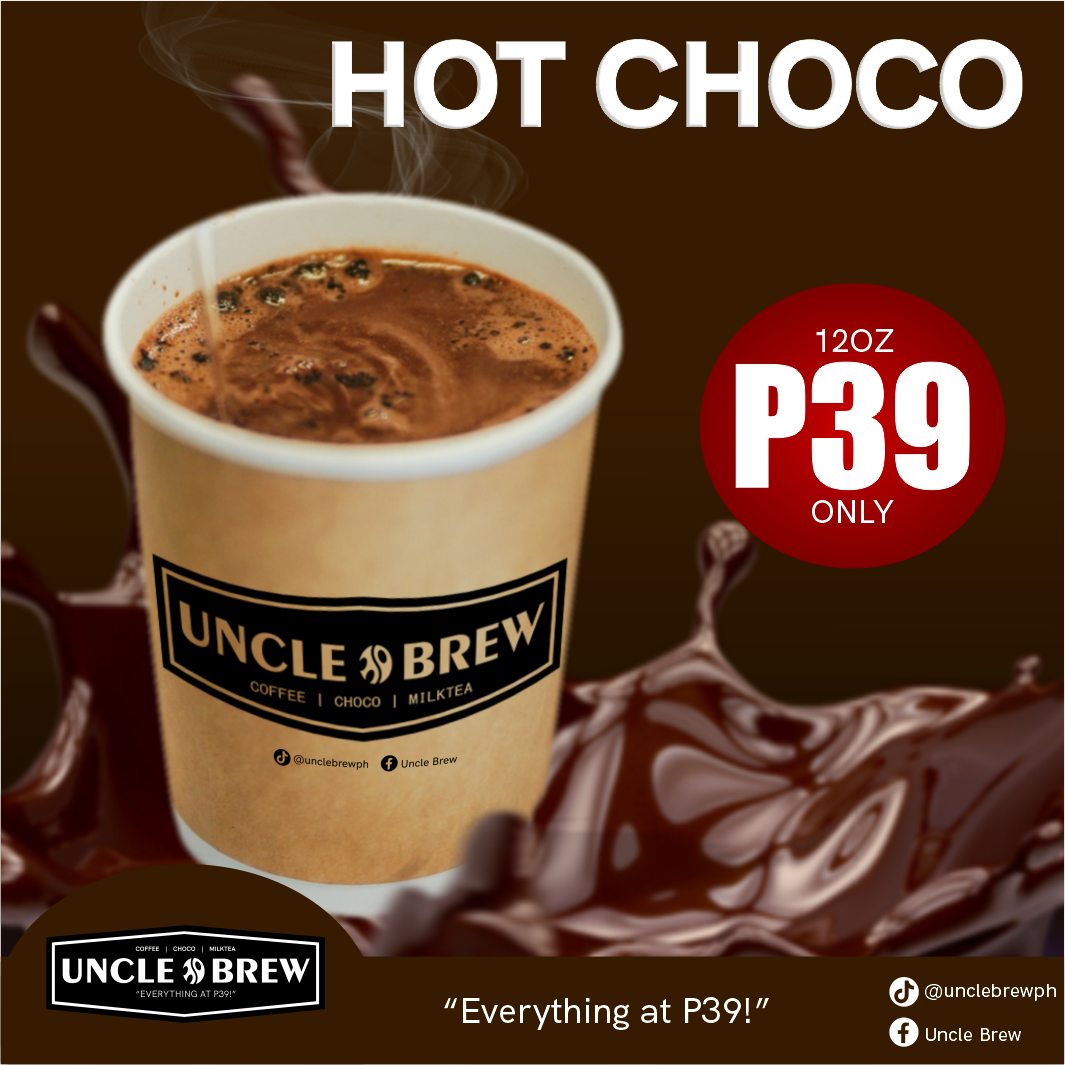 HOT CHOCO
12OZ
P39
ONLY
UNCLE BREW
COFFEE | CHOCO | MILKTEA
@unclebrewph Uncle Brew
COFFEE | CHOCO | MILKTEA
UNCLE BREW
"EVERYTHING AT P39!"
“Everything at P39!”
@unclebrewph
Uncle Brew